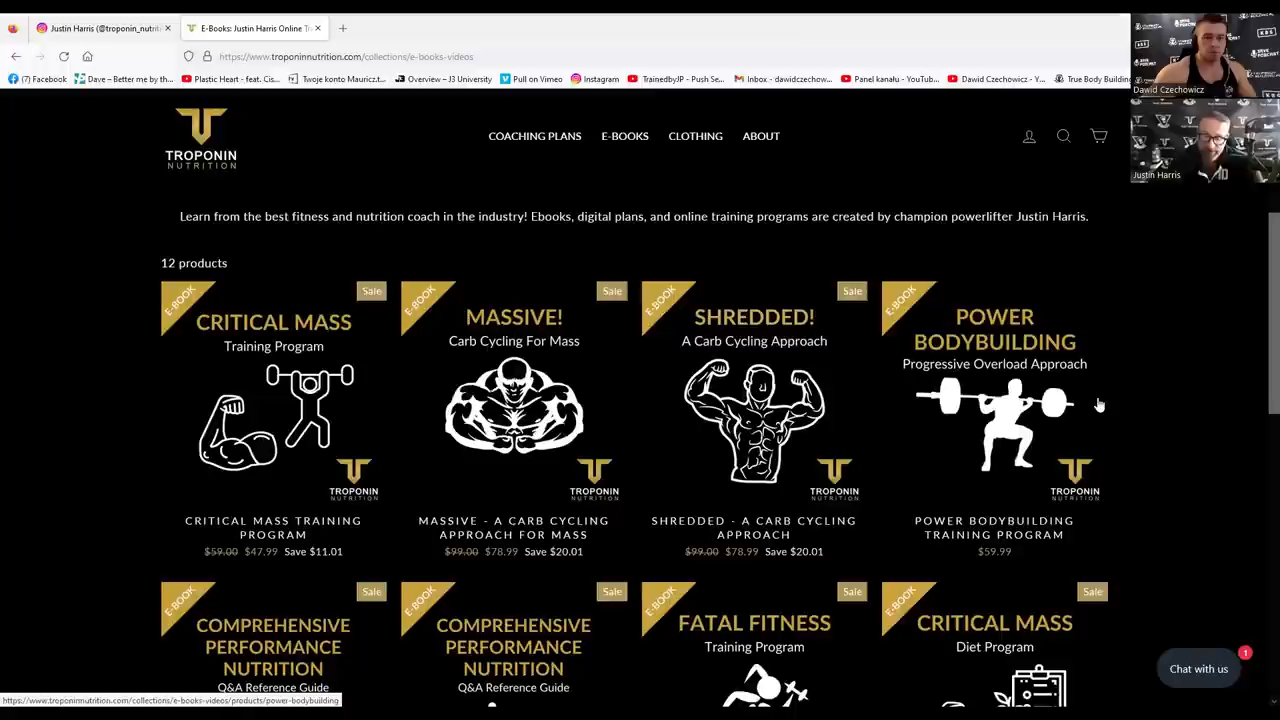 Justin Harris (@troponin_nutriti
E-Books: Justin Harris Online Tr
https://www.troponinnutrition.com/collections/e-books-videos
(7) Facebook
Dave – Better me by th...
Plastic Heart - feat. Cis...
Twoje konto Mauricz.t...
Overview – J3 University
Pull on Vimeo
Instagram
TrainedbyJP - Push Se...
Inbox - dawidczechow...
Panel kanału - YouTub...
Dawid Czechowicz - Y...
True Body Building
Dawid Czechowicz
Justin Harris
TROPONIN
NUTRITION
COACHING PLANS
E-BOOKS
CLOTHING
ABOUT
Learn from the best fitness and nutrition coach in the industry! Ebooks, digital plans, and online training programs are created by champion powerlifter Justin Harris.
12 products
E-BOOK
Sale
CRITICAL MASS
Training Program
TROPONIN
NUTRITION
CRITICAL MASS TRAINING
PROGRAM
$59.00 $47.99 Save $11.01
E-BOOK
Sale
MASSIVE!
Carb Cycling For Mass
TROPONIN
NUTRITION
MASSIVE - A CARB CYCLING
APPROACH FOR MASS
$99.00 $78.99 Save $20.01
E-BOOK
Sale
SHREDDED!
A Carb Cycling Approach
TROPONIN
NUTRITION
SHREDDED - A CARB CYCLING
APPROACH
$99.00 $78.99 Save $20.01
E-BOOK
POWER
BODYBUILDING
Progressive Overload Approach
TROPONIN
NUTRITION
POWER BODYBUILDING
TRAINING PROGRAM
$59.99
E-BOOK
Sale
COMPREHENSIVE
PERFORMANCE
NUTRITION
Q&A Reference Guide
E-BOOK
Sale
COMPREHENSIVE
PERFORMANCE
NUTRITION
Q&A Reference Guide
E-BOOK
Sale
FATAL FITNESS
Training Program
E-BOOK
Sale
CRITICAL MASS
Diet Program
Chat with us
1
https://www.troponinnutrition.com/collections/e-books-videos/products/power-bodybuilding